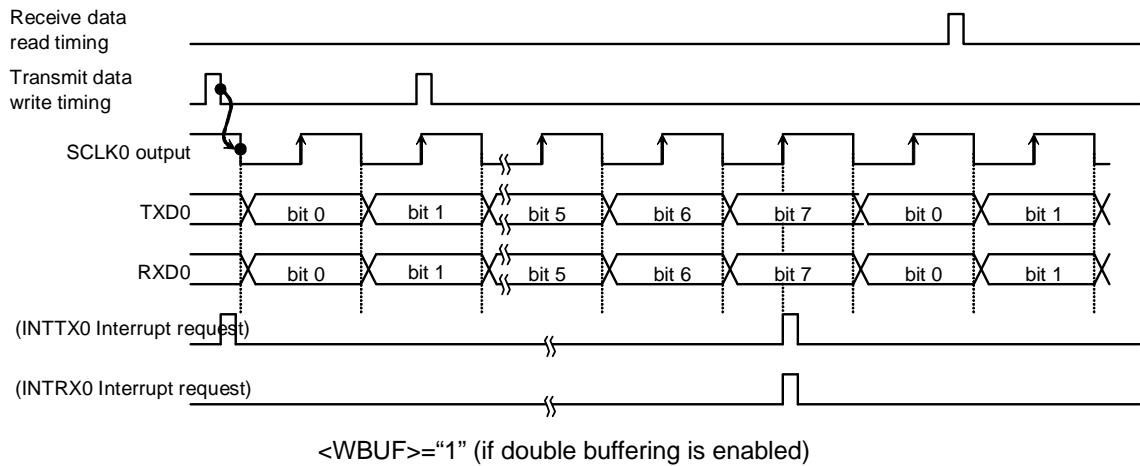 Receive data
read timing
Transmit data
write timing
SCLK0 output
TXD0 bit 0 bit 1 bit 5 bit 6 bit 7 bit 0 bit 1
RXD0 bit 0 bit 1 bit 5 bit 6 bit 7 bit 0 bit 1
(INTTX0 Interrupt request)
(INTRX0 Interrupt request)
<WBUF>=“1” (if double buffering is enabled)